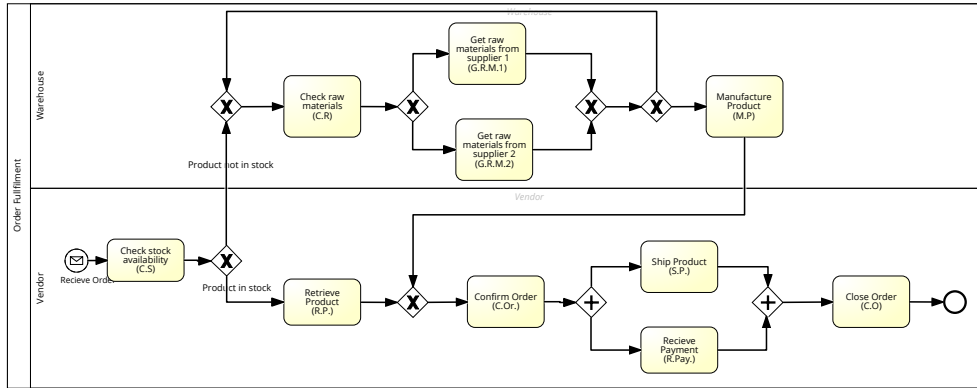 Order Fullfilment
Warehouse
Warehouse
Get raw
materials from
supplier 1
(G.R.M.1)
Check raw
materials
(C.R)
Manufacture
Product
(M.P)
Get raw
materials from
supplier 2
(G.R.M.2)
Product not in stock
Vendor
Vendor
Recieve Order
Check stock
availability
(C.S)
Product in stock
Retrieve
Product
(R.P.)
Confirm Order
(C.Or.)
Ship Product
(S.P.)
Recieve
Payment
(R.Pay.)
Close Order
(C.O)